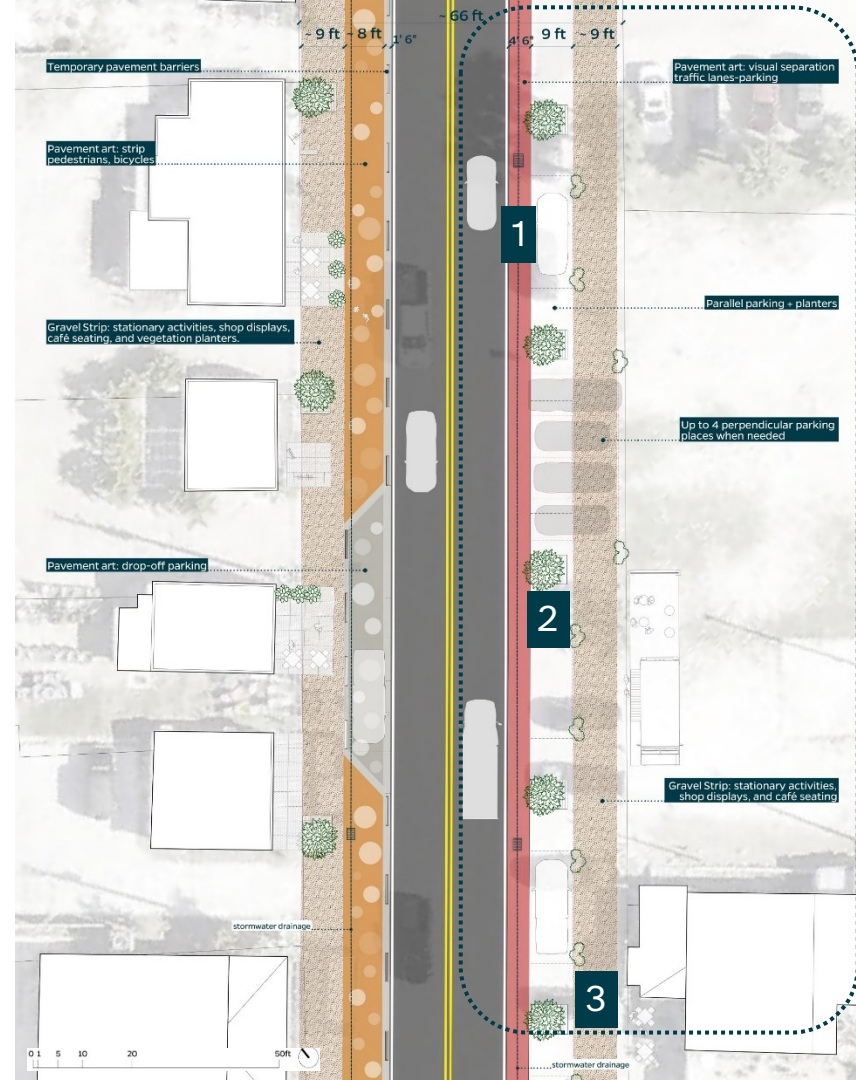 ~ 66 ft
~ 9 ft
~ 8 ft
1' 6"
4' 6"
9 ft
~ 9 ft
Temporary pavement barriers
Pavement art: visual separation
traffic lanes-parking
Pavement art: strip
pedestrians, bicycles
1
Parallel parking + planters
Gravel Strip: stationary activities, shop displays,
café seating, and vegetation planters.
Up to 4 perpendicular parking
places when needed
Pavement art: drop-off parking
2
Gravel Strip: stationary activities,
shop displays, and café seating
stormwater drainage
3
0 1 5 10 20 50ft
stormwater drainage